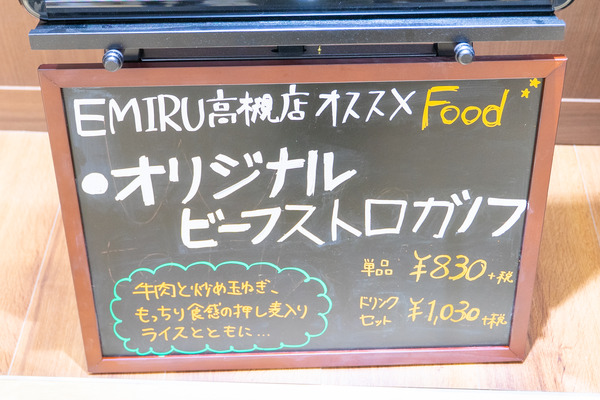 EMIRU高槻店オススメFood
●オリジナル
ビーフストロガノフ
単品 ¥830+税
ドリンクセット ¥1,030+税
牛肉と炒め玉ねぎ、
もっちり食感の押し麦入り
ライスとともに...